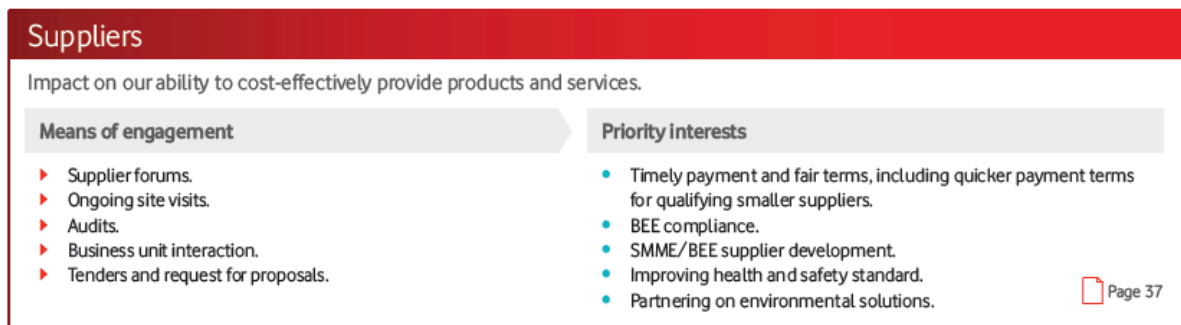 Suppliers
Impact on our ability to cost-effectively provide products and services.
Means of engagement
Supplier forums.
Ongoing site visits.
Audits.
Business unit interaction.
Tenders and request for proposals.
Priority interests
Timely payment and fair terms, including quicker payment terms
for qualifying smaller suppliers.
BEE compliance.
SMME/BEE supplier development.
Improving health and safety standard.
Partnering on environmental solutions.
Page 37